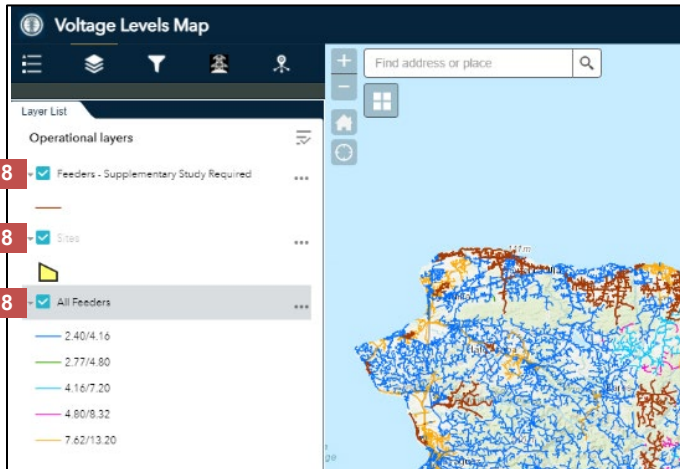 Voltage Levels Map
Find address or place
Layer List
Operational layers
8 Feeders - Supplementary Study Required
8 Sites
8 All Feeders
2.40/4.16
2.77/4.80
4.16/7.20
4.80/8.32
7.62/13.20